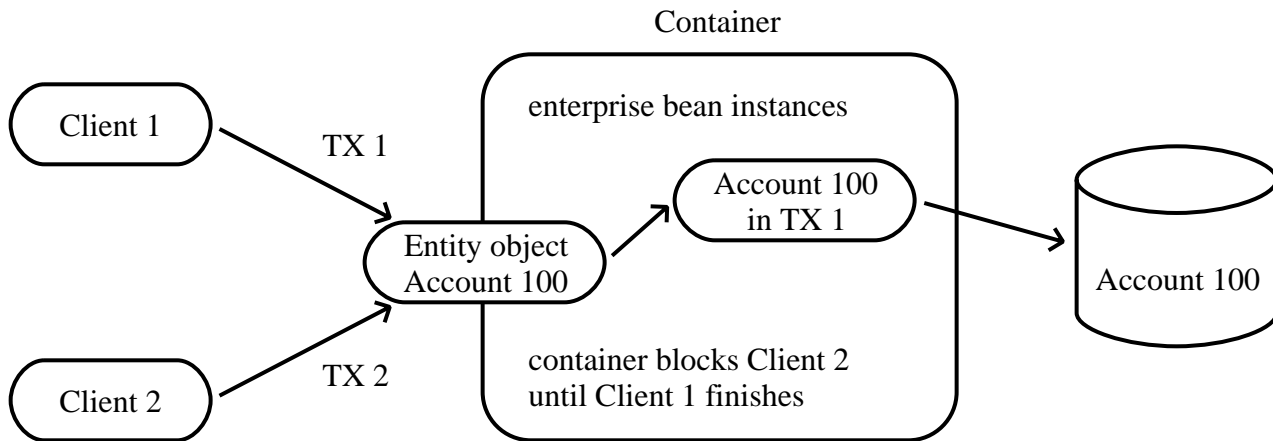 Container
enterprise bean instances
Client 1
TX 1
Account 100
in TX 1
Entity object
Account 100
Account 100
container blocks Client 2
until Client 1 finishes
TX 2
Client 2